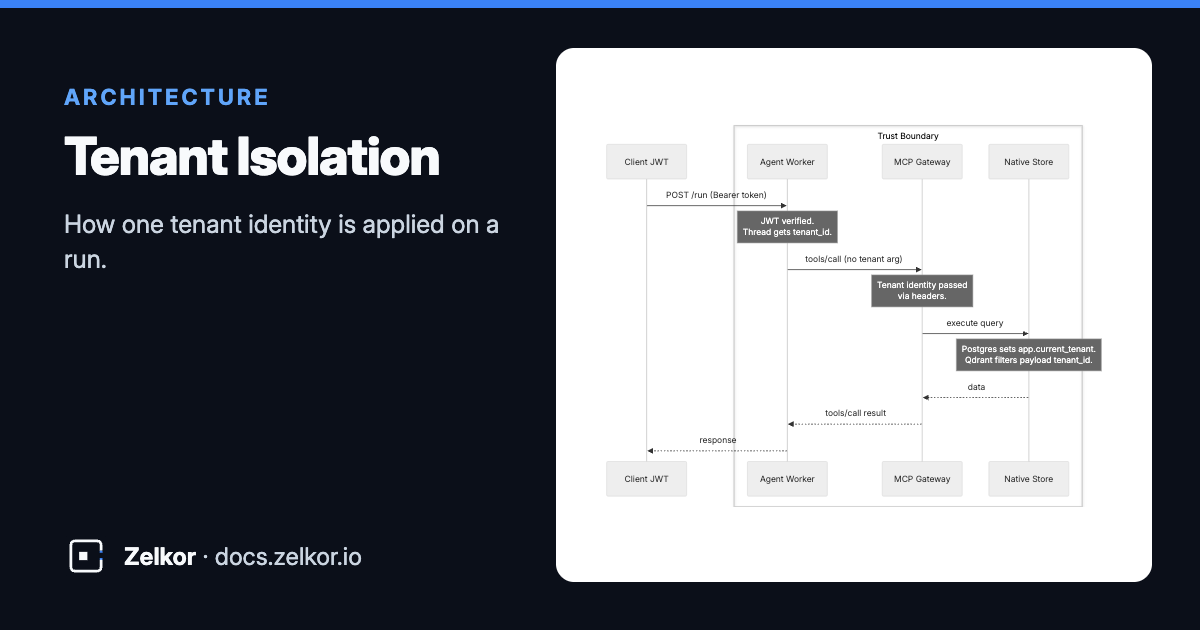 ARCHITECTURE
Tenant Isolation
How one tenant identity is applied on a
run.
Zelkor · docs.zelkor.io
Trust Boundary
Client JWT
Agent Worker
MCP Gateway
Native Store
POST /run (Bearer token)
JWT verified.
Thread gets tenant_id.
tools/call (no tenant arg)
Tenant identity passed
via headers.
execute query
Postgres sets app.current_tenant.
Qdrant filters payload tenant_id.
data
tools/call result
response
Client JWT
Agent Worker
MCP Gateway
Native Store